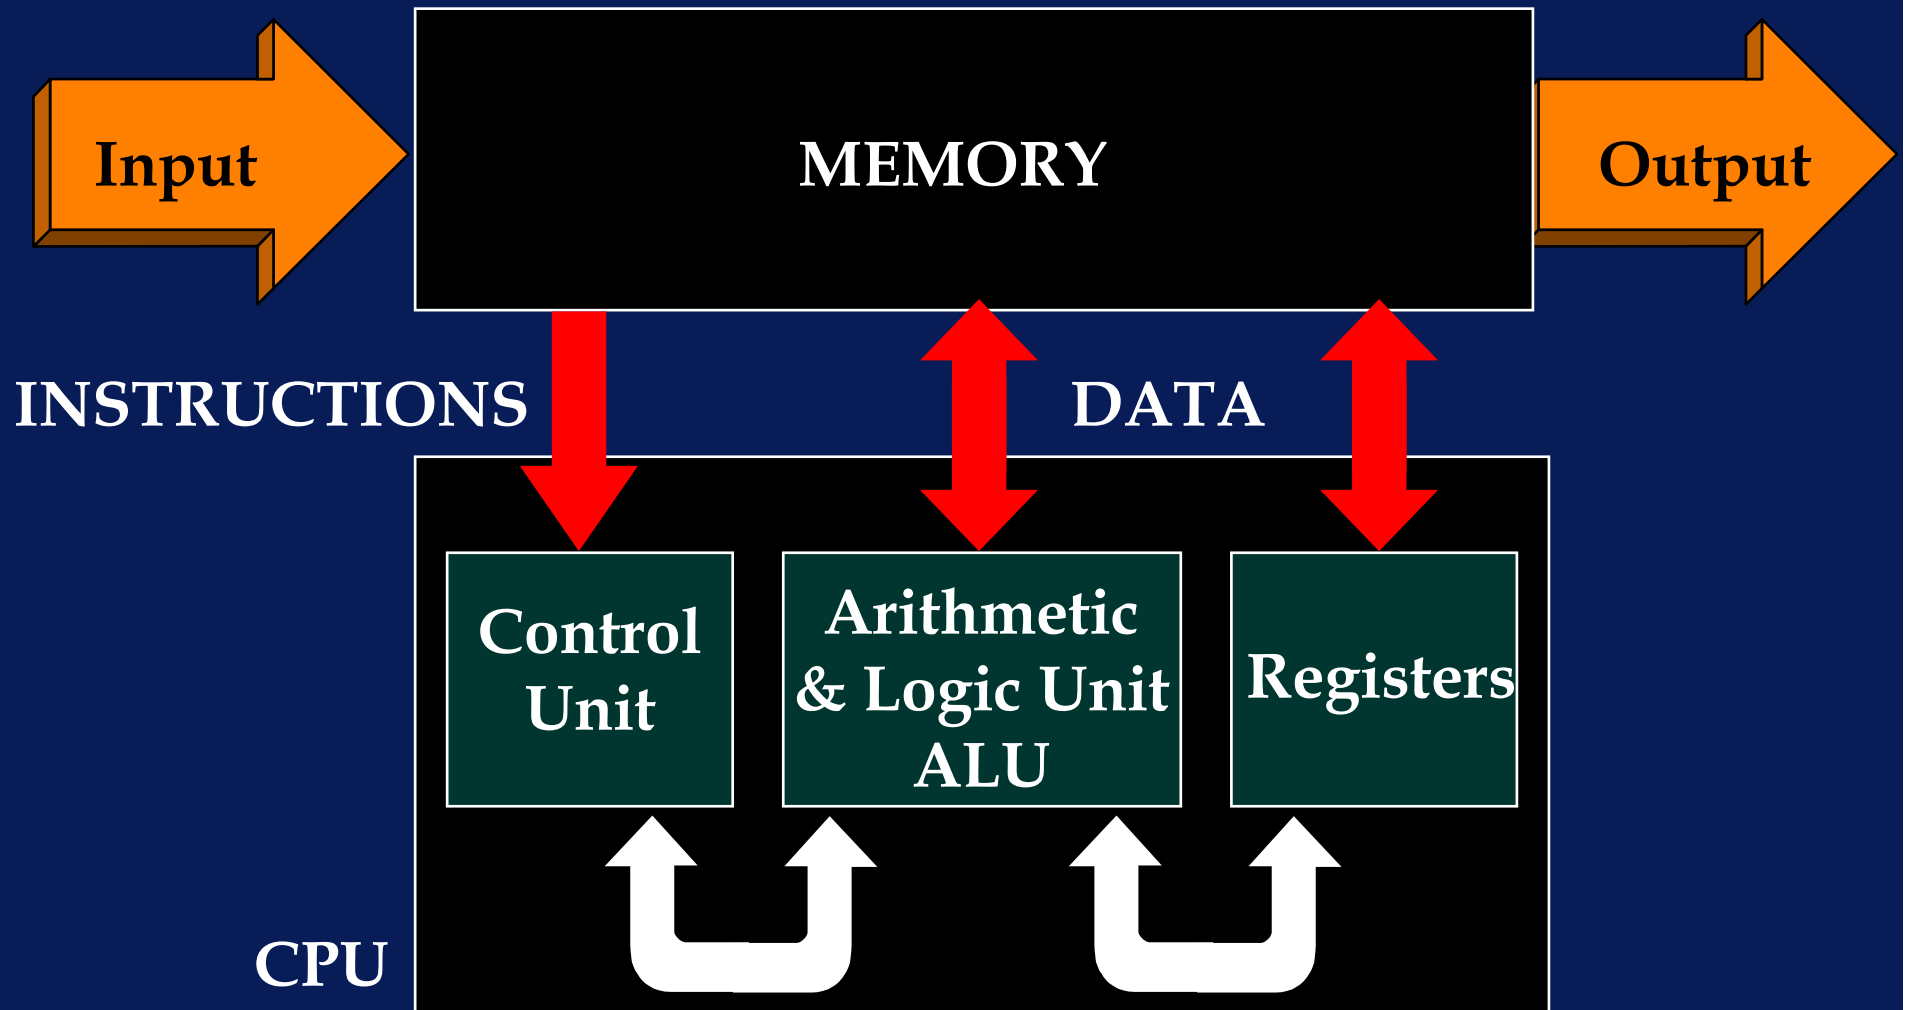 Input
MEMORY
Output
INSTRUCTIONS
DATA
Control
Unit
Arithmetic
& Logic Unit
ALU
Registers
CPU